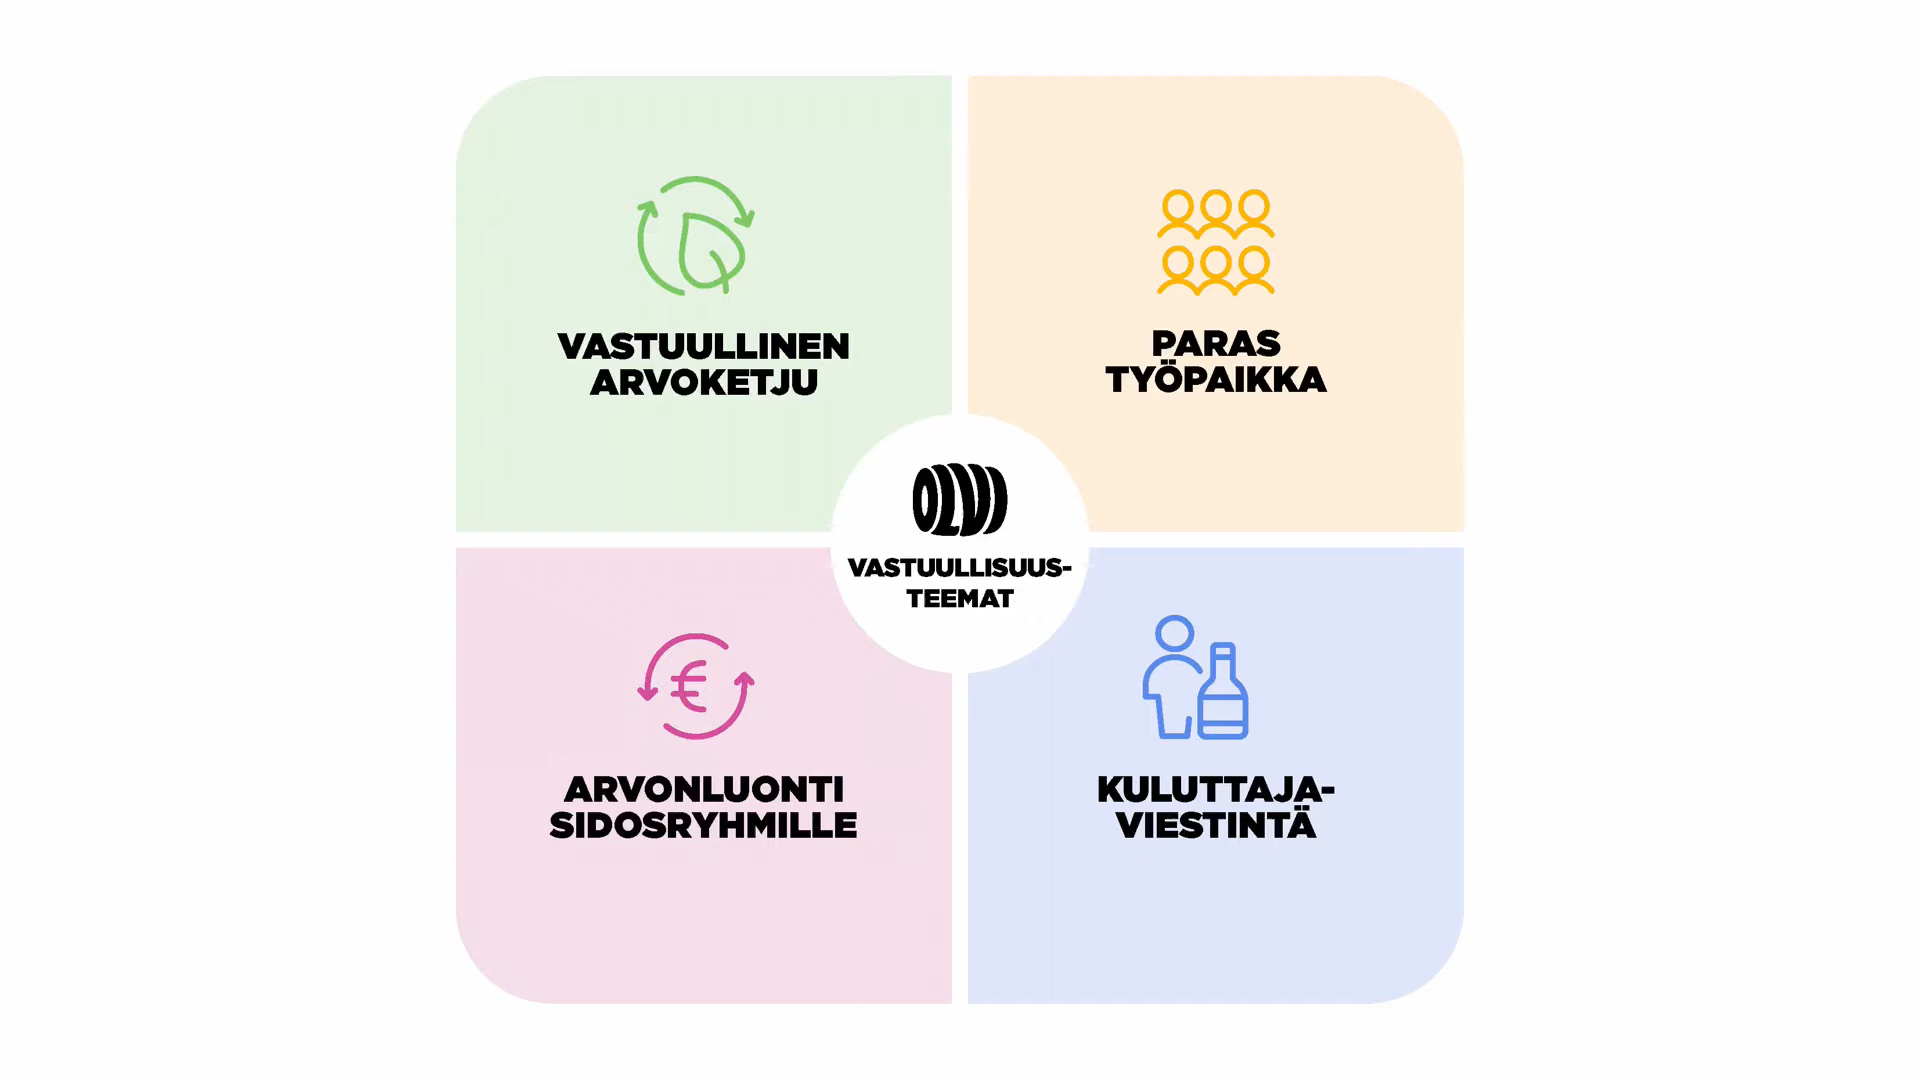 VASTUULLINEN
ARVOKETJU
PARAS
TYÖPAIKKA
OLVI
VASTUULLISUUS-
TEEMAT
ARVONLUONTI
SIDOSRYHMILLE
KULUTTAJA-
VIESTINTÄ